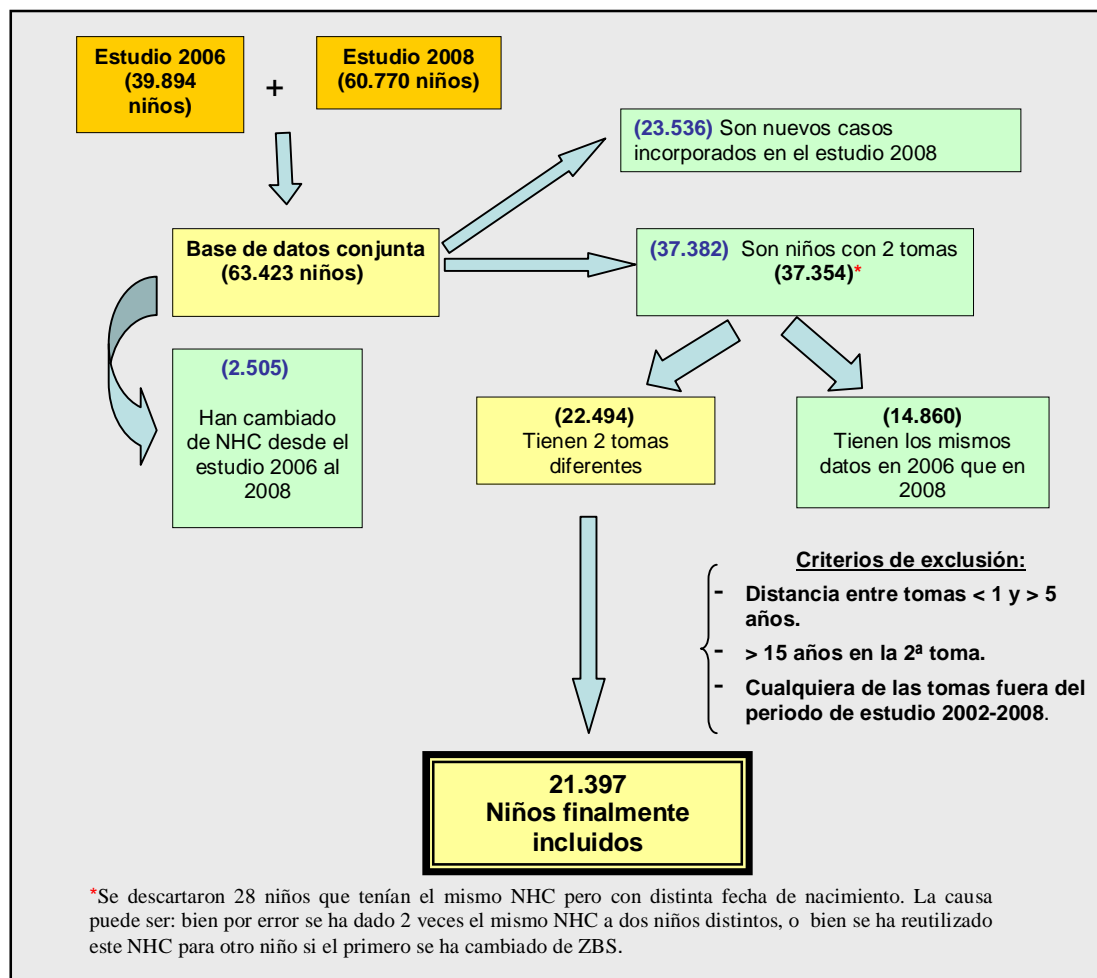 Estudio 2006
(39.894
niños)
+
Estudio 2008
(60.770 niños)
(23.536) Son nuevos casos
incorporados en el estudio 2008
Base de datos conjunta
(63.423 niños)
(37.382) Son niños con 2 tomas
(37.354)*
(2.505)
Han cambiado
de NHC desde el
estudio 2006 al
2008
(22.494)
Tienen 2 tomas
diferentes
(14.860)
Tienen los mismos
datos en 2006 que en
2008
Criterios de exclusión:
- Distancia entre tomas < 1 y > 5
años.
- > 15 años en la 2ª toma.
- Cualquiera de las tomas fuera del
periodo de estudio 2002-2008.
21.397
Niños finalmente
incluidos
*Se descartaron 28 niños que tenían el mismo NHC pero con distinta fecha de nacimiento. La causa
puede ser: bien por error se ha dado 2 veces el mismo NHC a dos niños distintos, o bien se ha reutilizado
este NHC para otro niño si el primero se ha cambiado de ZBS.